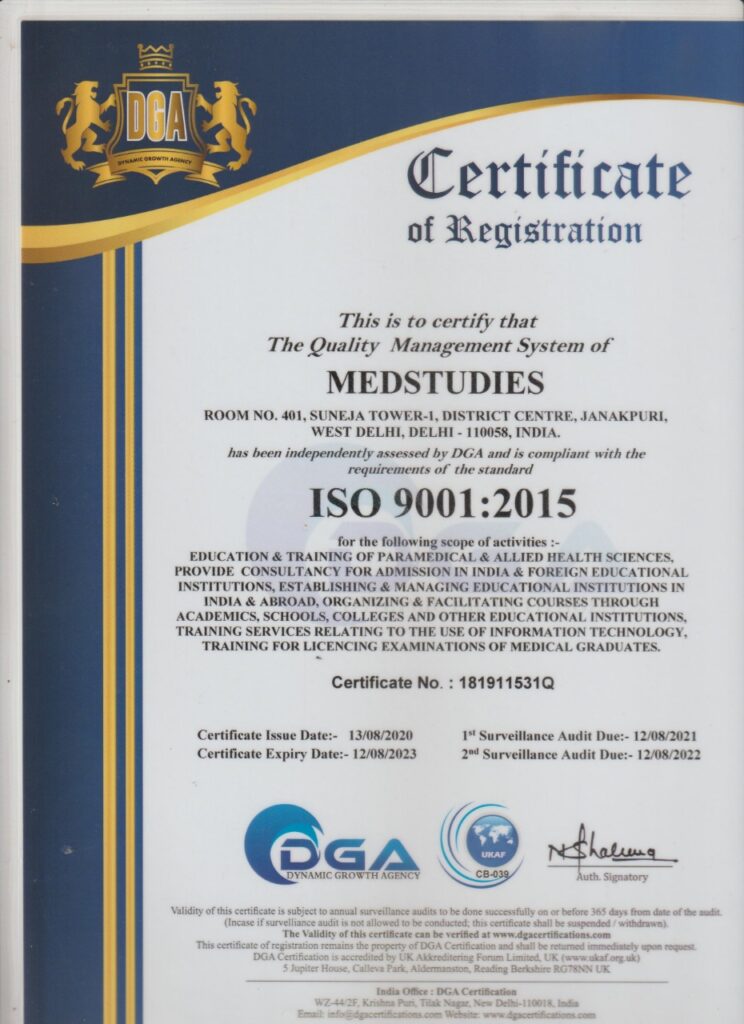 DGA
DYNAMIC GROWTH AGENCY
Certificate
of Registration
This is to certify that
The Quality Management System of
MEDSTUDIES
ROOM NO. 401, SUNEJA TOWER-1, DISTRICT CENTRE, JANAKPURI,
WEST DELHI, DELHI - 110058, INDIA.
has been independently assessed by DGA and is compliant with the
requirements of the standard
ISO 9001:2015
for the following scope of activities :-
EDUCATION & TRAINING OF PARAMEDICAL & ALLIED HEALTH SCIENCES,
PROVIDE CONSULTANCY FOR ADMISSION IN INDIA & FOREIGN EDUCATIONAL
INSTITUTIONS, ESTABLISHING & MANAGING EDUCATIONAL INSTITUTIONS IN
INDIA & ABROAD, ORGANIZING & FACILITATING COURSES THROUGH
ACADEMICS, SCHOOLS, COLLEGES AND OTHER EDUCATIONAL INSTITUTIONS,
TRAINING SERVICES RELATING TO THE USE OF INFORMATION TECHNOLOGY,
TRAINING FOR LICENCING EXAMINATIONS OF MEDICAL GRADUATES.
Certificate No. : 181911531Q
Certificate Issue Date:- 13/08/2020 1st Surveillance Audit Due:- 12/08/2021
Certificate Expiry Date:- 12/08/2023 2nd Surveillance Audit Due:- 12/08/2022
DGA
DYNAMIC GROWTH AGENCY
UKAF
CB-039
Auth. Signatory
Validity of this certificate is subject to annual surveillance audits to be done successfully on or before 365 days from date of the audit.
(Incase if survelliance audit is not allowed to be conducted; this certificate shall be suspended / withdrawn).
The Validity of this certificate can be verified at www.dgacertifications.com
This certificate of registration remains the property of DGA Certification and shall be returned immediately upon request.
DGA Certification is accredited by UK Akkreditering Forum Limited, UK (www.ukaf.org.uk)
5 Jupiter House, Calleva Park, Aldermanston, Reading Berkshire RG78NN UK
India Office : DGA Certification
WZ-44/2F, Krishna Puri, Tilak Nagar, New Delhi-110018, India
Email: info@dgacertifications.com Website: www.dgacertifications.com